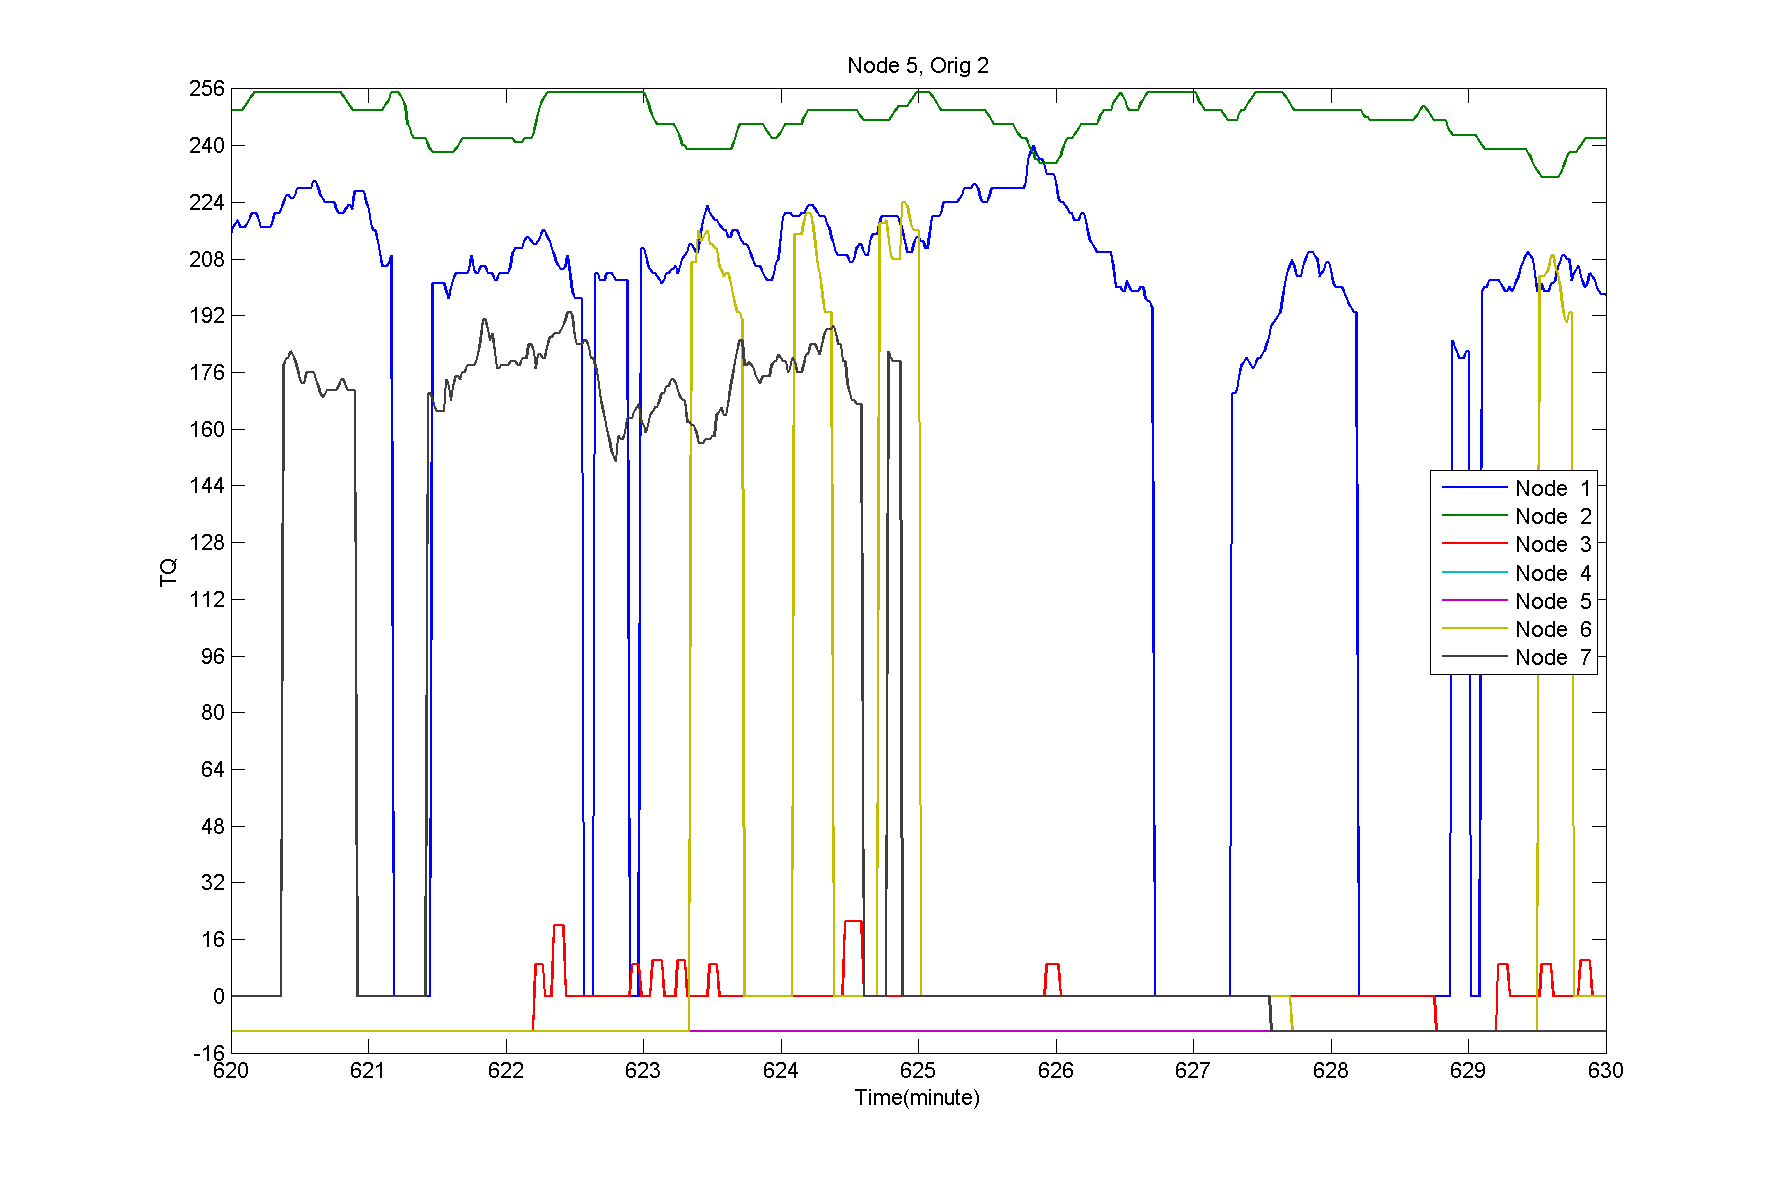 Node 5, Orig 2
256
240
224
208
192
176
160
144
128
112
96
80
64
48
32
16
0
-16
TQ
Node 1
Node 2
Node 3
Node 4
Node 5
Node 6
Node 7
620 621 622 623 624 625 626 627 628 629 630
Time(minute)